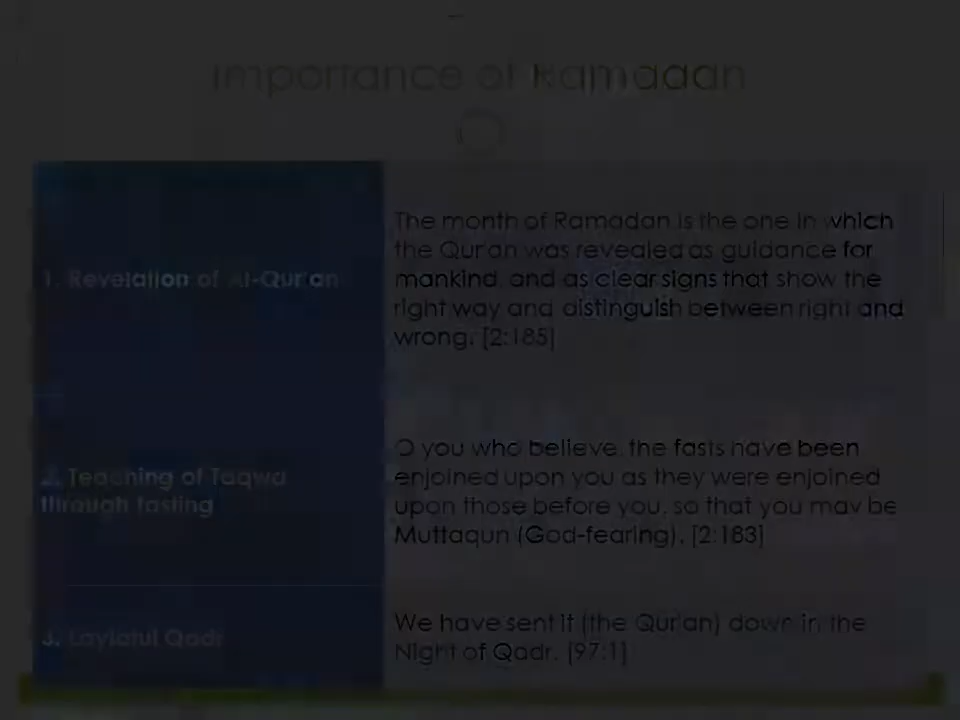 Importance of Ramadan
The month of Ramadan is the one in which
the Qur'an was revealed as guidance for
1. Revelation of Al-Qur'an
mankind, and as clear signs that show the
right way and distinguish between right and
wrong. [2:185]
O you who believe, the fasts have been
2. Teaching of Taqwa
enjoined upon you as they were enjoined
through fasting
upon those before you, so that you may be
Muttaqun (God-fearing). [2:183]
We have sent it (the Qur'an) down in the
3. Laylatul Qadr
Night of Qadr. [97:1]